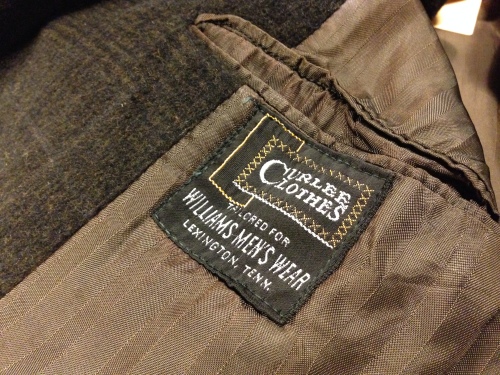 CURLEE
CLOTHES
TAILORED FOR
WILLIAMS MEN'S WEAR
LEXINGTON, TENN.